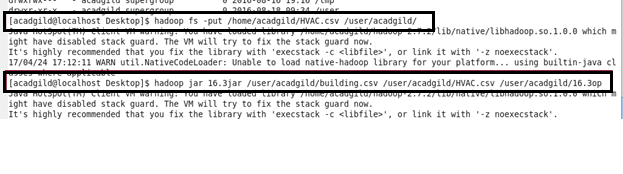 drwxrwx--- - acadgild supergroup 0 2016-08-18 19:10 /tmp
drwxr-xr-x - acadgild supergroup 0 2016-08-18 09:34 /user
[acadgild@localhost Desktop]$ hadoop fs -put /home/acadgild/HVAC.csv /user/acadgild/
Java HotSpot(TM) Client VM warning: You have loaded library /home/acadgild/hadoop-2.7.2/lib/native/libhadoop.so.1.0.0 which m
ight have disabled stack guard. The VM will try to fix the stack guard now.
It's highly recommended that you fix the library with 'execstack -c <libfile>', or link it with '-z noexecstack'.
17/04/24 17:12:11 WARN util.NativeCodeLoader: Unable to load native-hadoop library for your platform... using builtin-java cl
asses where applicable
[acadgild@localhost Desktop]$ hadoop jar 16.3jar /user/acadgild/building.csv /user/acadgild/HVAC.csv /user/acadgild/16.3op
Java HotSpot(TM) Client VM warning: You have loaded library /home/acadgild/hadoop-2.7.2/lib/native/libhadoop.so.1.0.0 which m
ight have disabled stack guard. The VM will try to fix the stack guard now.
It's highly recommended that you fix the library with 'execstack -c <libfile>', or link it with '-z noexecstack'.